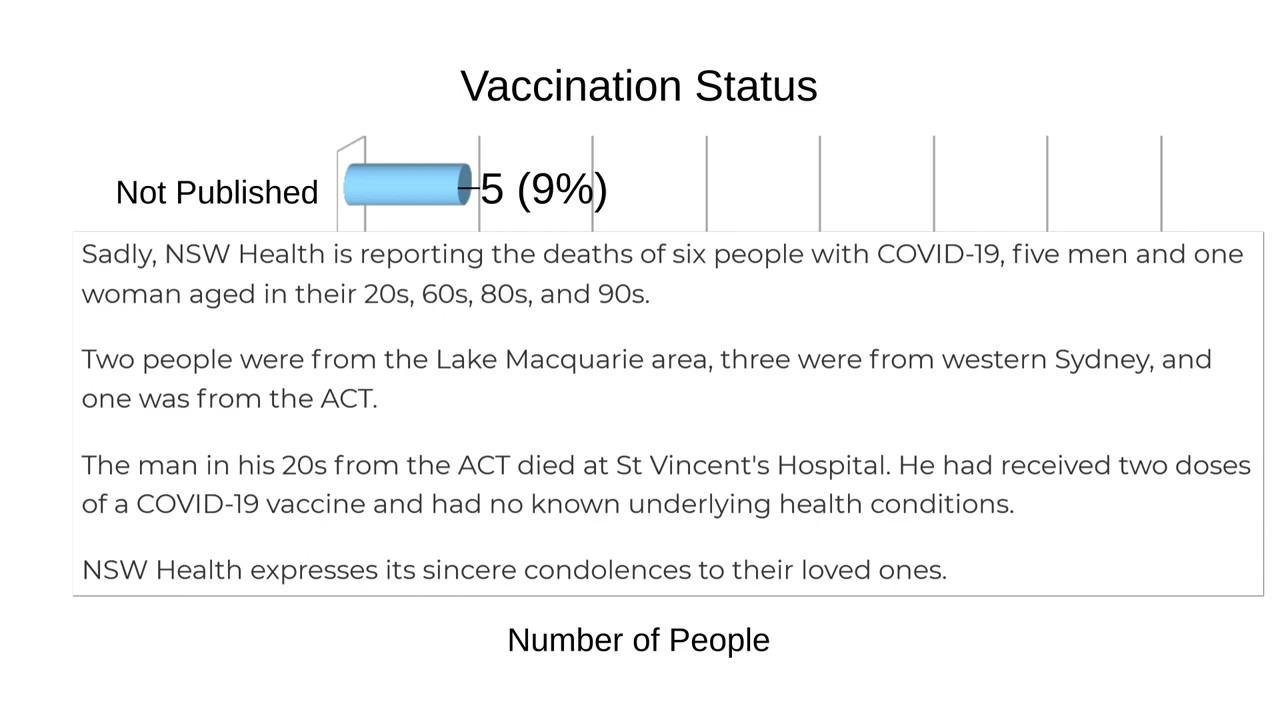 Vaccination Status
Not Published
5 (9%)
Sadly, NSW Health is reporting the deaths of six people with COVID-19, five men and one
woman aged in their 20s, 60s, 80s, and 90s.
Two people were from the Lake Macquarie area, three were from western Sydney, and
one was from the ACT.
The man in his 20s from the ACT died at St Vincent's Hospital. He had received two doses
of a COVID-19 vaccine and had no known underlying health conditions.
NSW Health expresses its sincere condolences to their loved ones.
Number of People